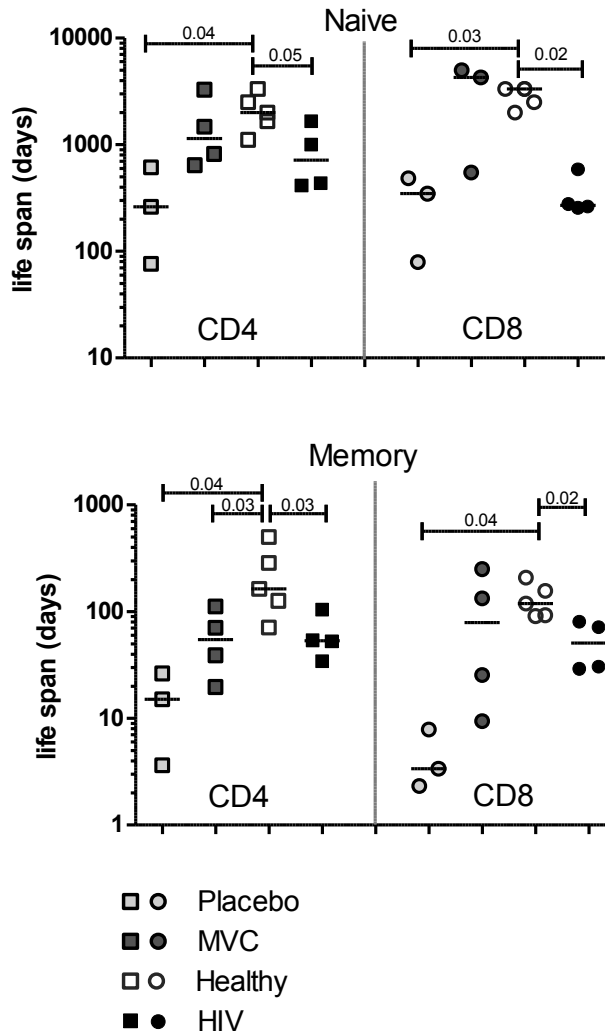 Naive
0.04
0.05
0.03
0.02
life span (days)
10000
1000
100
10
CD4
CD8
Memory
0.04
0.03
0.03
0.04
0.02
life span (days)
1000
100
10
1
CD4
CD8
Placebo
MVC
Healthy
HIV